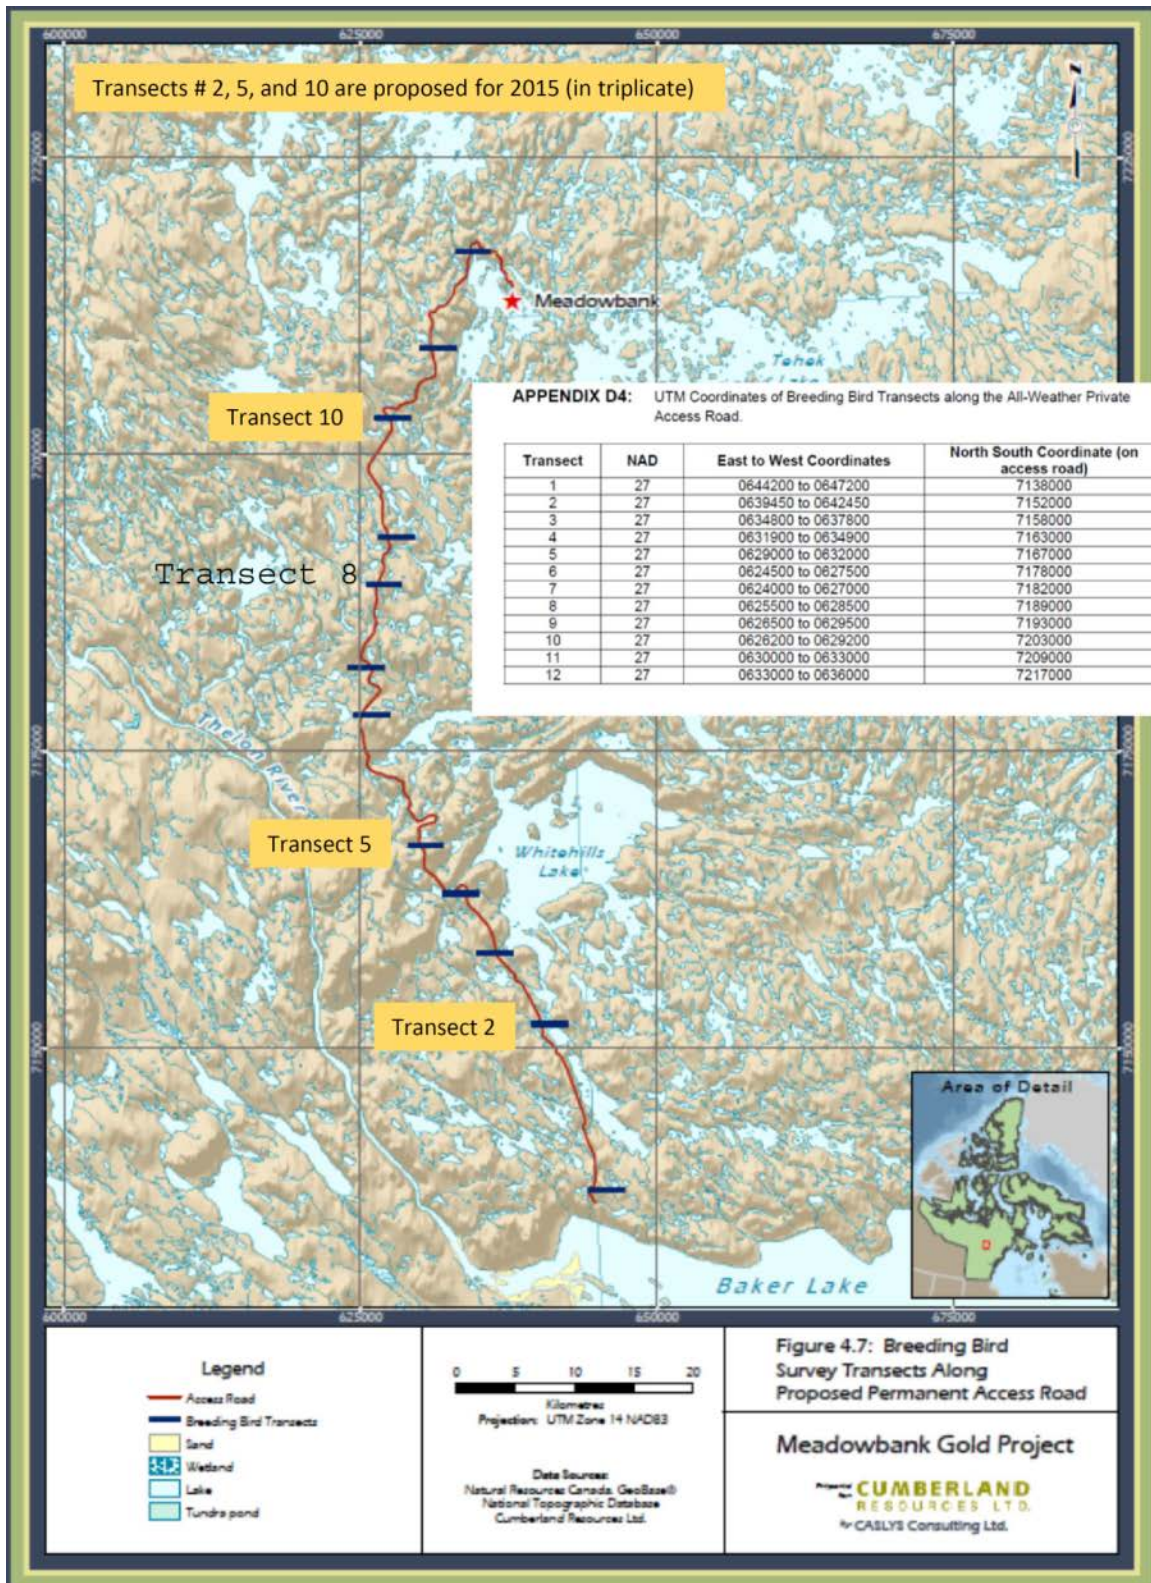 600000 625000 650000 675000
Transects # 2, 5, and 10 are proposed for 2015 (in triplicate)
N
7225000 7225000
Meadowbank
Tehek
APPENDIX D4: UTM Coordinates of Breeding Bird Transects along the All-Weather Private
Access Road.
Transect NAD East to West Coordinates North South Coordinate (on
access road)
1 27 0644200 to 0647200 7138000
2 27 0639450 to 0642450 7152000
3 27 0634800 to 0637800 7158000
4 27 0631900 to 0634900 7163000
5 27 0629000 to 0632000 7167000
6 27 0624500 to 0627500 7178000
7 27 0624000 to 0627000 7182000
8 27 0625500 to 0628500 7189000
9 27 0626500 to 0629500 7193000
10 27 0626200 to 0629200 7203000
11 27 0630000 to 0633000 7209000
12 27 0633000 to 0636000 7217000
Transect 10
7200000
Transect 8
Thelon River
7175000 7175000
Transect 5
Whitehills
Lake
Transect 2
7150000 7150000
Area of Detail
Baker Lake
600000 625000 650000 675000
Legend
Access Road
Breeding Bird Transects
Sand
Wetland
Lake
Tundra pond
0 5 10 15 20
Kilometres
Projection: UTM Zone 14 NAD83
Data Sources:
Natural Resources Canada. GeoBase®
National Topographic Database
Cumberland Resources Ltd.
Figure 4.7: Breeding Bird
Survey Transects Along
Proposed Permanent Access Road
Meadowbank Gold Project
Prepared
For CUMBERLAND
RESOURCES LTD.
By CASLYS Consulting Ltd.